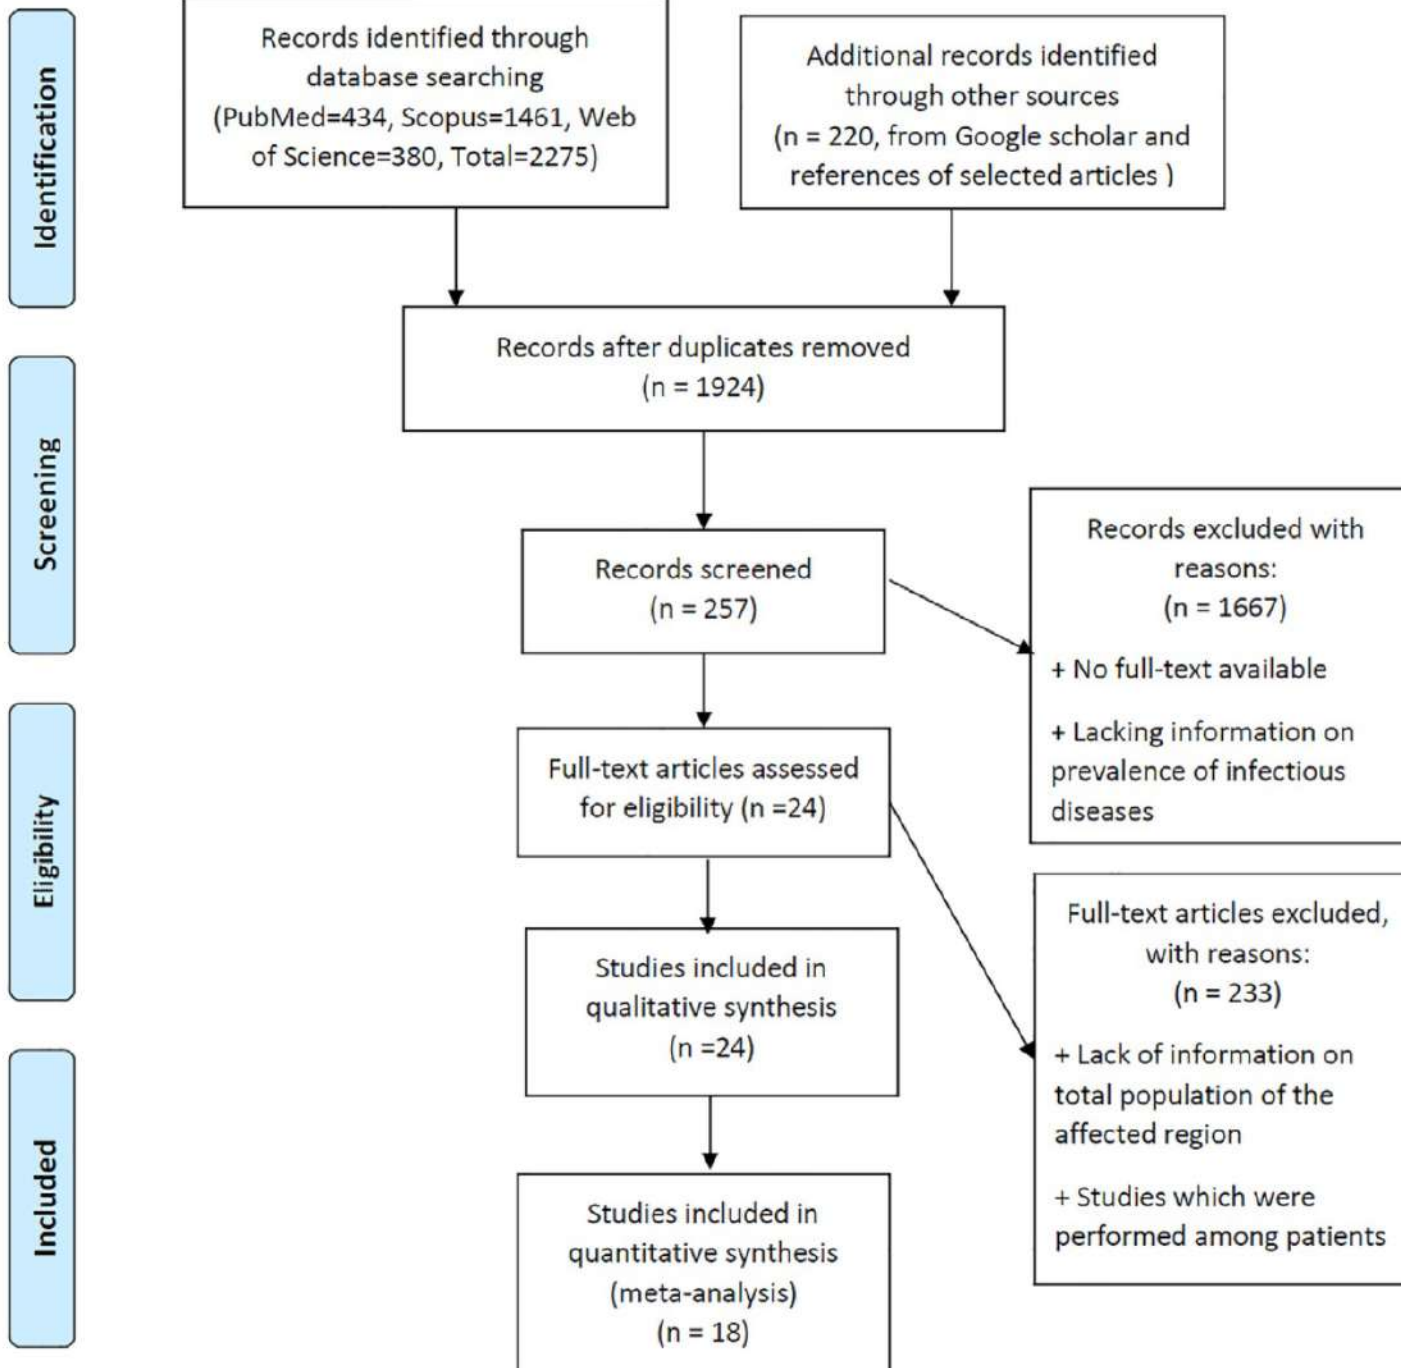 Identification
Records identified through
database searching
(PubMed=434, Scopus=1461, Web
of Science=380, Total=2275)
Additional records identified
through other sources
(n = 220, from Google scholar and
references of selected articles )
Records after duplicates removed
(n = 1924)
Screening
Records screened
(n = 257)
Records excluded with
reasons:
(n = 1667)
+ No full-text available
+ Lacking information on
prevalence of infectious
diseases
Eligibility
Full-text articles assessed
for eligibility (n =24)
Full-text articles excluded,
with reasons:
(n = 233)
+ Lack of information on
total population of the
affected region
+ Studies which were
performed among patients
Studies included in
qualitative synthesis
(n =24)
Included
Studies included in
quantitative synthesis
(meta-analysis)
(n = 18)